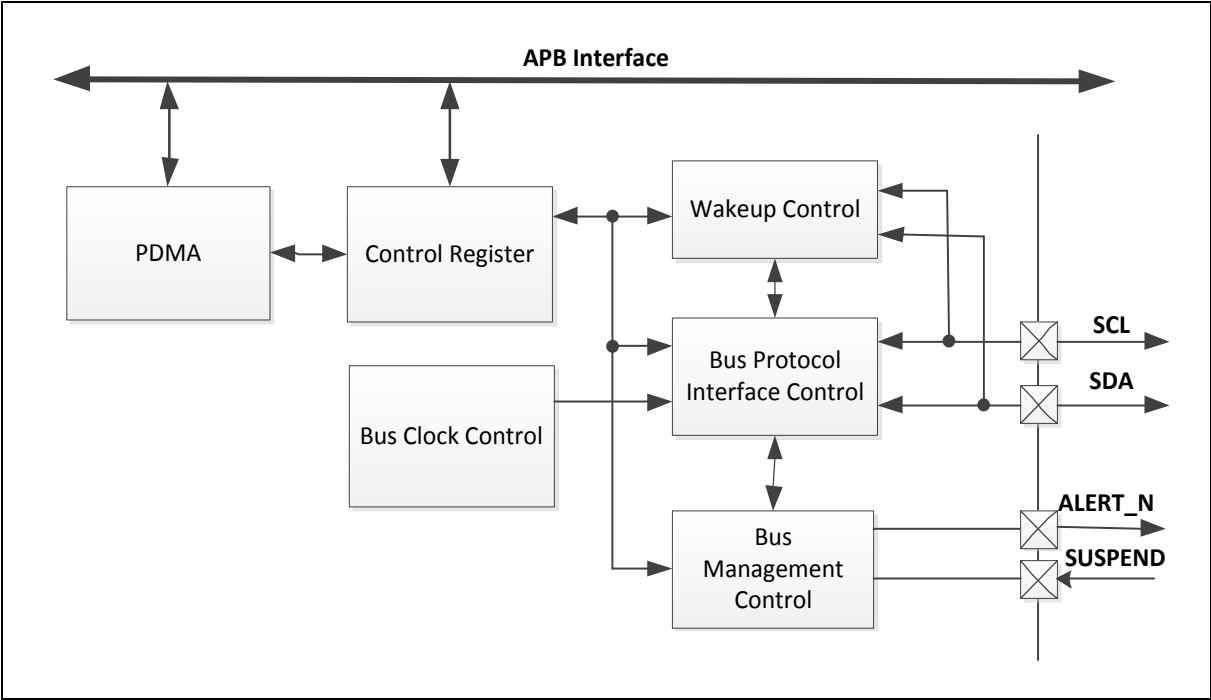 APB Interface
PDMA
Control Register
Wakeup Control
Bus Protocol
Interface Control
Bus Clock Control
Bus
Management
Control
SCL
SDA
ALERT_N
SUSPEND